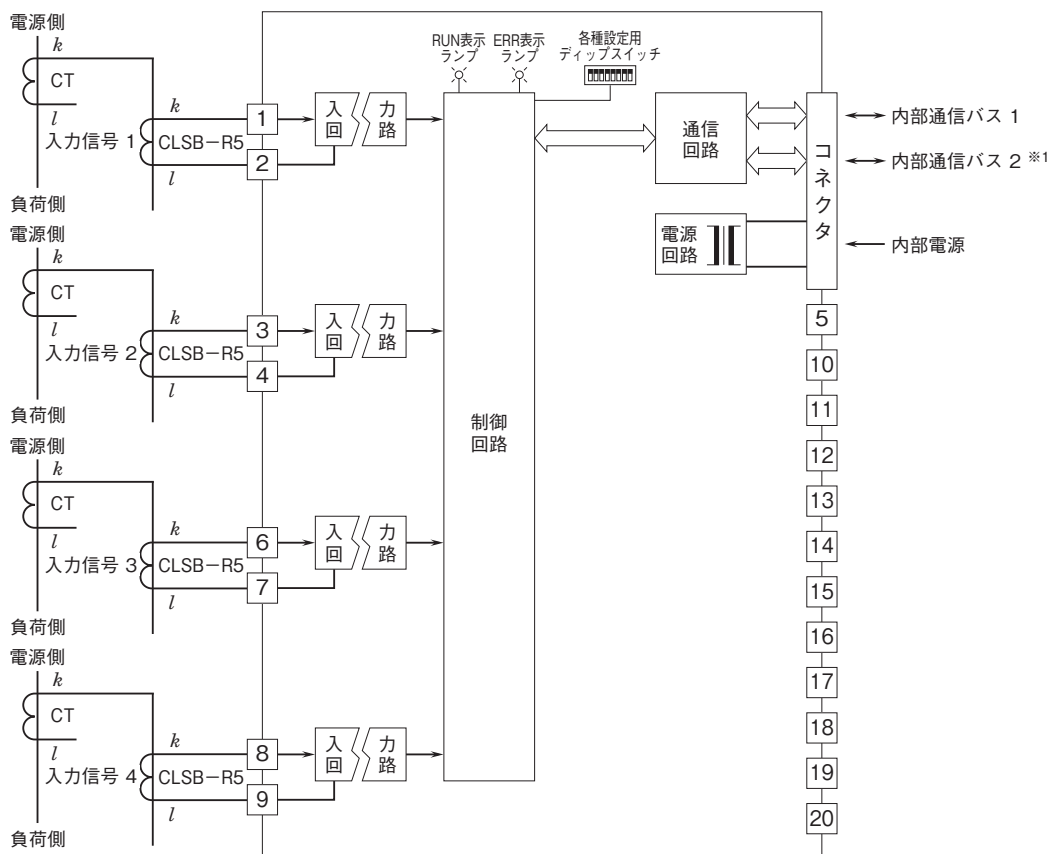 電源側
k
CT
l
入力信号 1
負荷側
k
CLSB-R5
l
1
2
入力
回路
RUN表示
ランプ
ERR表示
ランプ
各種設定用
ディップスイッチ
通信
回路
コネクタ
内部通信バス 1
内部通信バス 2 ※1
電源
回路
内部電源
電源側
k
CT
l
入力信号 2
負荷側
k
CLSB-R5
l
3
4
入力
回路
制御
回路
電源側
k
CT
l
入力信号 3
負荷側
k
CLSB-R5
l
6
7
入力
回路
電源側
k
CT
l
入力信号 4
負荷側
k
CLSB-R5
l
8
9
入力
回路
5
10
11
12
13
14
15
16
17
18
19
20